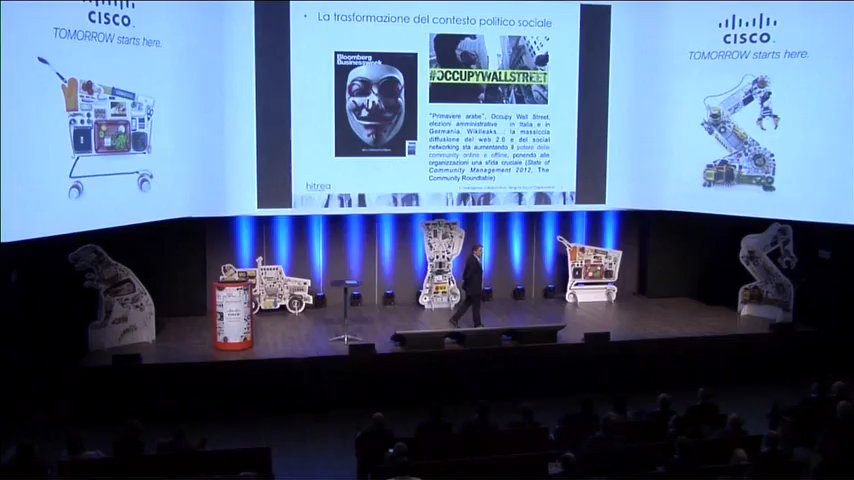 CISCO
TOMORROW starts here.
• La trasformazione del contesto politico sociale
Bloomberg
Businessweek
#OCCUPYWALLSTREET
"Primavere arabe", Occupy Wall Street,
elezioni amministrative in Italia e in
Germania, Wikileaks...: la massiccia
diffusione del web 2.0 e del social
networking sta aumentando il potere delle
community online e offline, ponendo alle
organizzazioni una sfida cruciale (State of
Community Management 2012, The
Community Roundtable)
hitrea
CISCO
TOMORROW starts here.